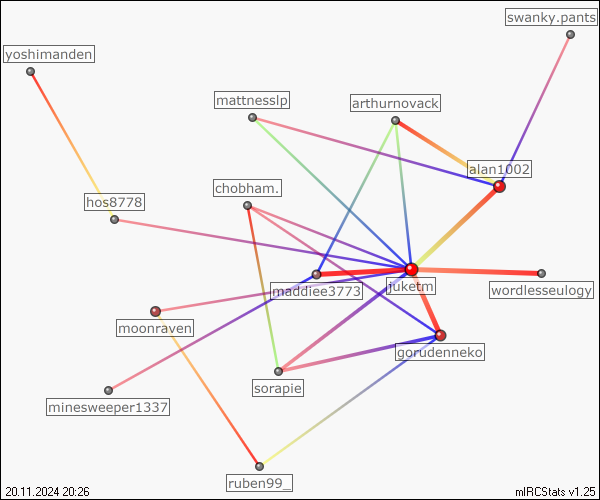 swanky.pants
yoshimanden
mattnesslp
arthurnovack
alan1002
chobham.
hos8778
juketm
maddiee3773
wordlesseulogy
moonraven
gorudenneko
sorapie
minesweeper1337
ruben99_
20.11.2024 20:26
mIRCStats v1.25